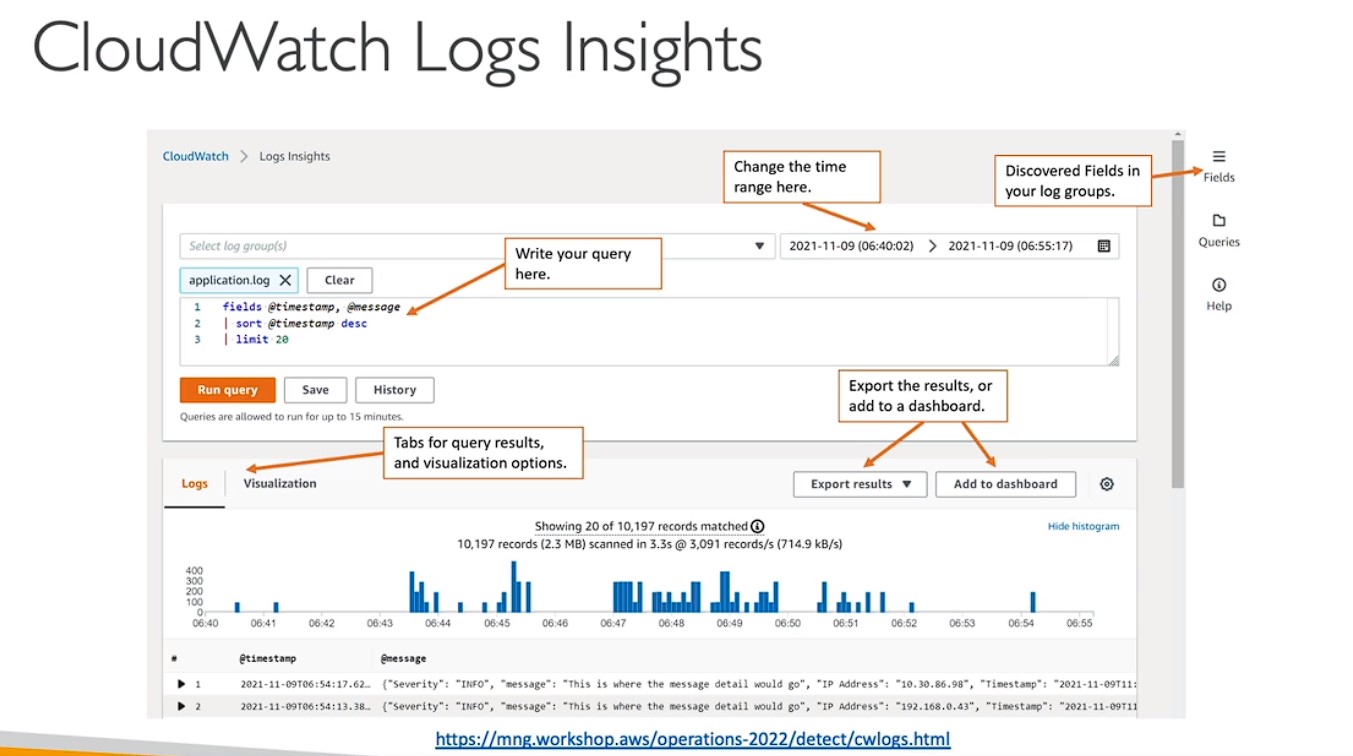 CloudWatch Logs Insights
CloudWatch > Logs Insights
Change the time
range here.
Discovered Fields in
your log groups.
Fields
Queries
Help
Select log group(s)
2021-11-09 (06:40:02) > 2021-11-09 (06:55:17)
Write your query
here.
application.log X Clear
1 fields @timestamp, @message
2 | sort @timestamp desc
3 | limit 20
Run query Save History
Queries are allowed to run for up to 15 minutes.
Export the results, or
add to a dashboard.
Tabs for query results,
and visualization options.
Logs Visualization Export results Add to dashboard
Showing 20 of 10,197 records matched
10,197 records (2.3 MB) scanned in 3.3s @ 3,091 records/s (714.9 kB/s)
Hide histogram
400
300
200
100
0
06:40 06:41 06:42 06:43 06:44 06:45 06:46 06:47 06:48 06:49 06:50 06:51 06:52 06:53 06:54 06:55
# @timestamp @message
1 2021-11-09T06:54:17.62… {"Severity": "INFO", "message": "This is where the message detail would go", "IP Address": "10.30.86.98", "Timestamp": "2021-11-09T11:
2 2021-11-09T06:54:13.38… {"Severity": "INFO", "message": "This is where the message detail would go", "IP Address": "192.168.0.43", "Timestamp": "2021-11-09T11
https://mng.workshop.aws/operations-2022/detect/cwlogs.html